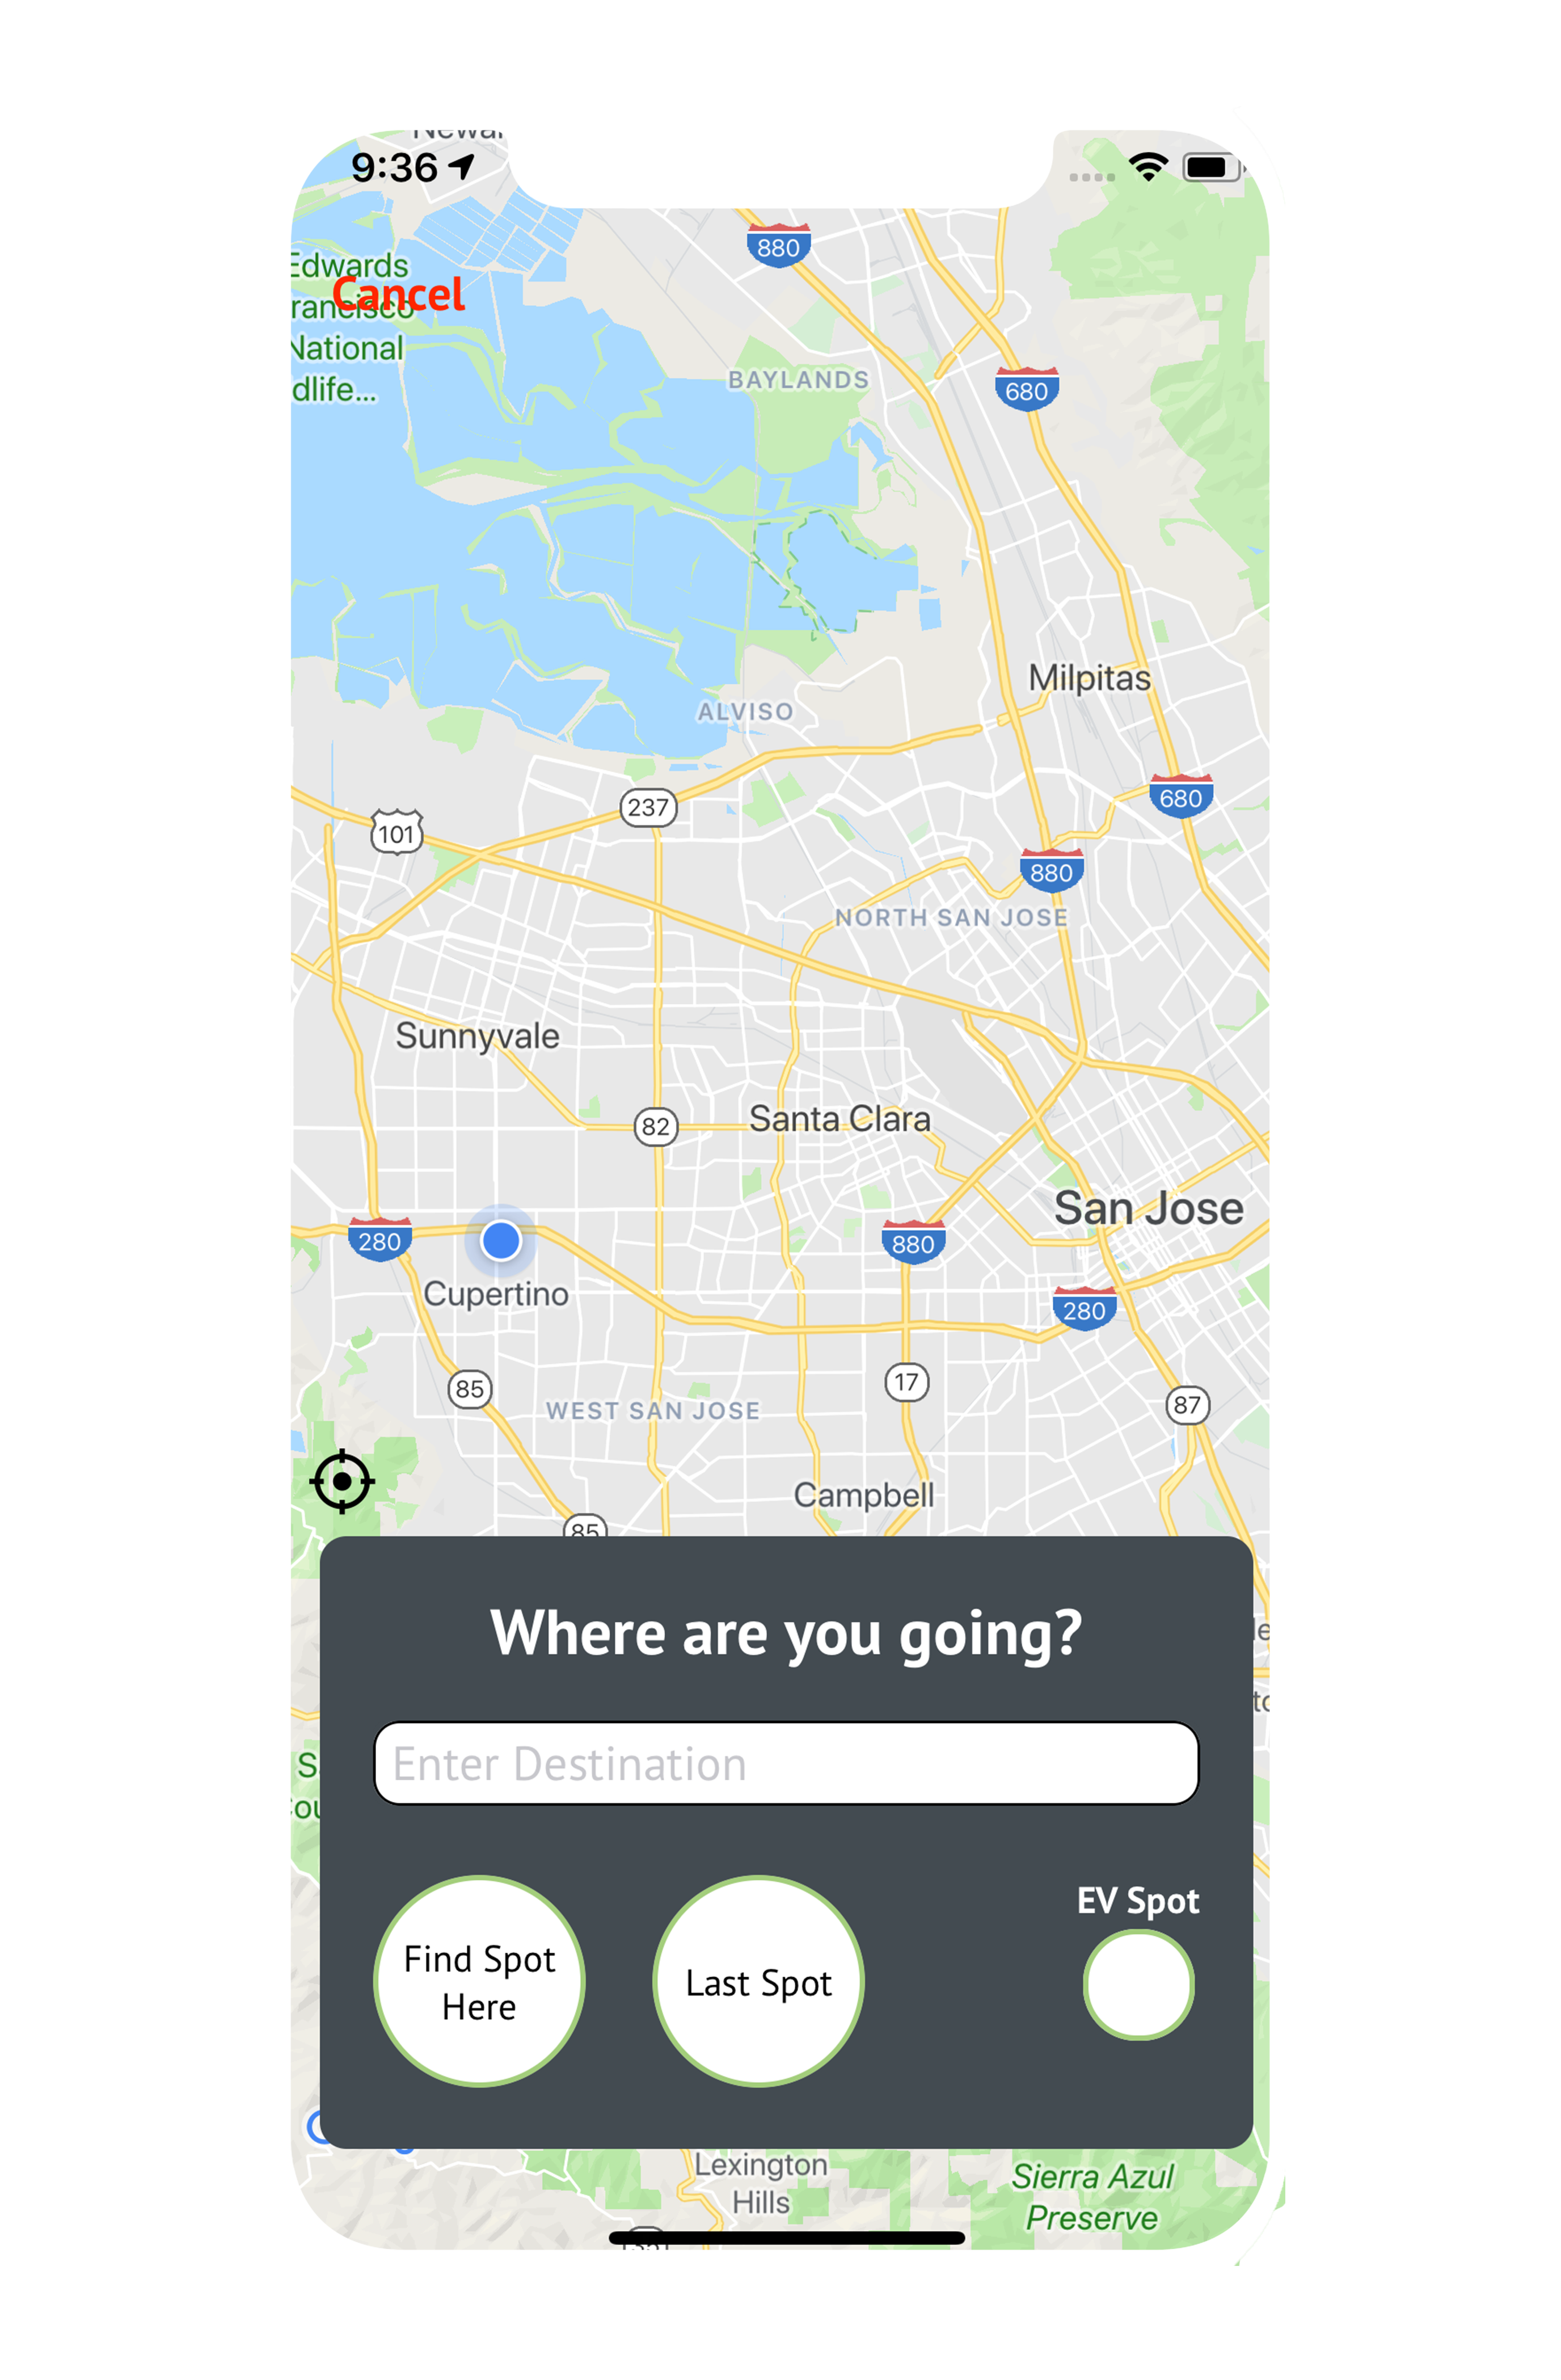 9:36
880
Edwards
Cancel
National
BAYLANDS
680
Milpitas
ALVISO
680
237
101
880
NORTH SAN JOSE
Sunnyvale
Santa Clara
82
San Jose
280
880
Cupertino
280
85
17
87
WEST SAN JOSE
Campbell
85
Where are you going?
Enter Destination
EV Spot
Find Spot
Here
Last Spot
Lexington
Hills
Sierra Azul
Preserve